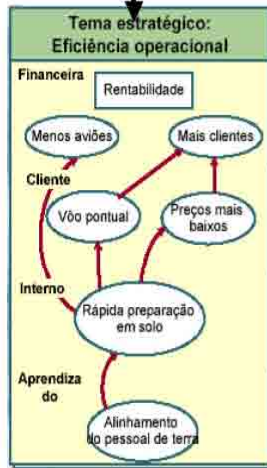 Tema estratégico:
Eficiência operacional
Financeira
Rentabilidade
Menos aviões
Mais clientes
Cliente
Vôo pontual
Preços mais
baixos
Interno
Rápida preparação
em solo
Aprendiza
do
Alinhamento
do pessoal de terra